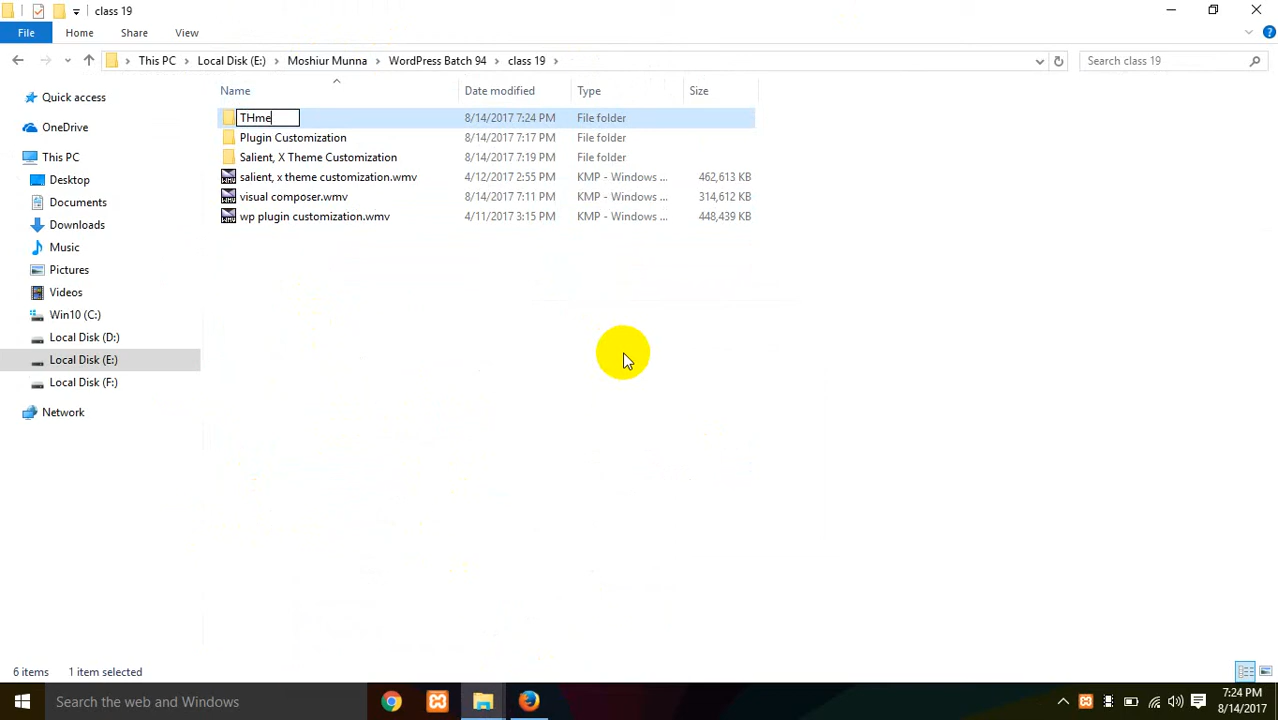 class 19
File Home Share View
This PC Local Disk (E:) Moshiur Munna WordPress Batch 94 class 19
Search class 19
Name Date modified Type Size
Quick access
OneDrive
This PC
Desktop
Documents
Downloads
Music
Pictures
Videos
Win10 (C:)
Local Disk (D:)
Local Disk (E:)
Local Disk (F:)
Network
THme 8/14/2017 7:24 PM File folder
Plugin Customization 8/14/2017 7:17 PM File folder
Salient, X Theme Customization 8/14/2017 7:19 PM File folder
salient, x theme customization.wmv 4/12/2017 2:55 PM KMP - Windows ... 462,613 KB
visual composer.wmv 8/14/2017 7:11 PM KMP - Windows ... 314,612 KB
wp plugin customization.wmv 4/11/2017 3:15 PM KMP - Windows ... 448,439 KB
6 items 1 item selected
Search the web and Windows
7:24 PM
8/14/2017